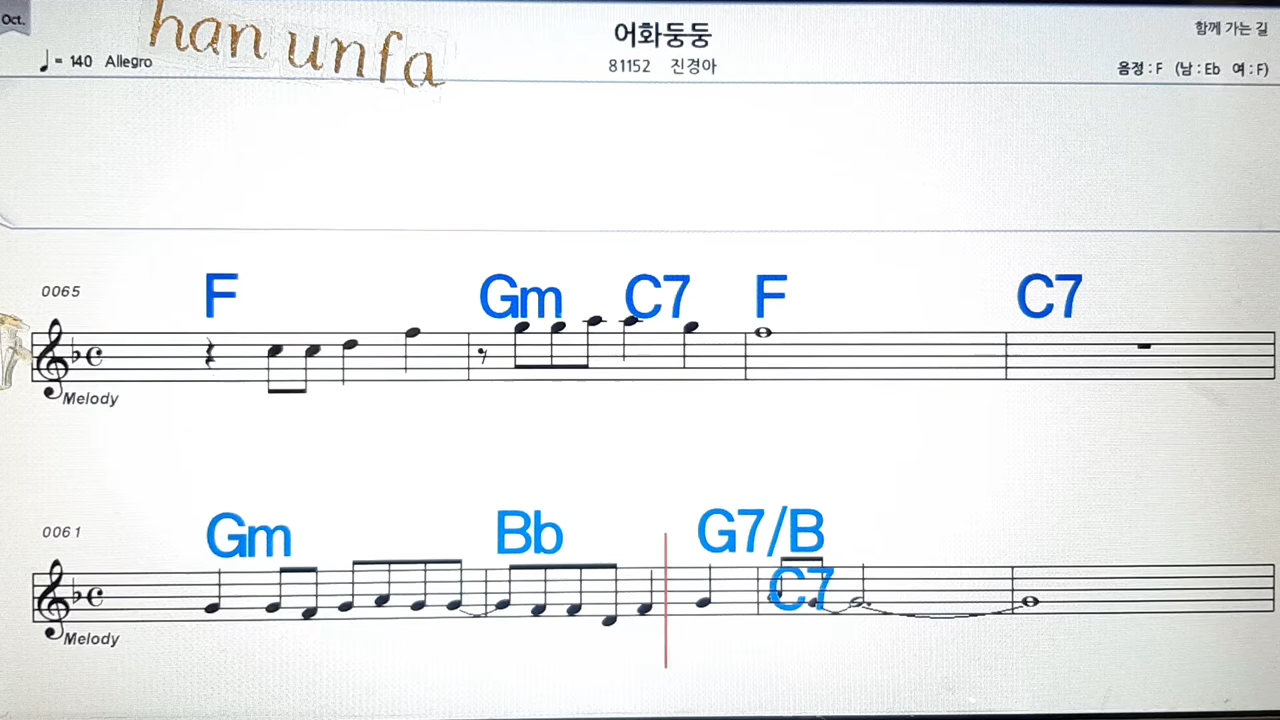 Oct.
han unfa
어화둥둥
함께 가는 길
♩ = 140 Allegro
81152 진경아
음정 : F (남 : Eb 여 : F)
0065
F Gm C7 F C7
Melody
0061
Gm Bb G7/B
C7
Melody